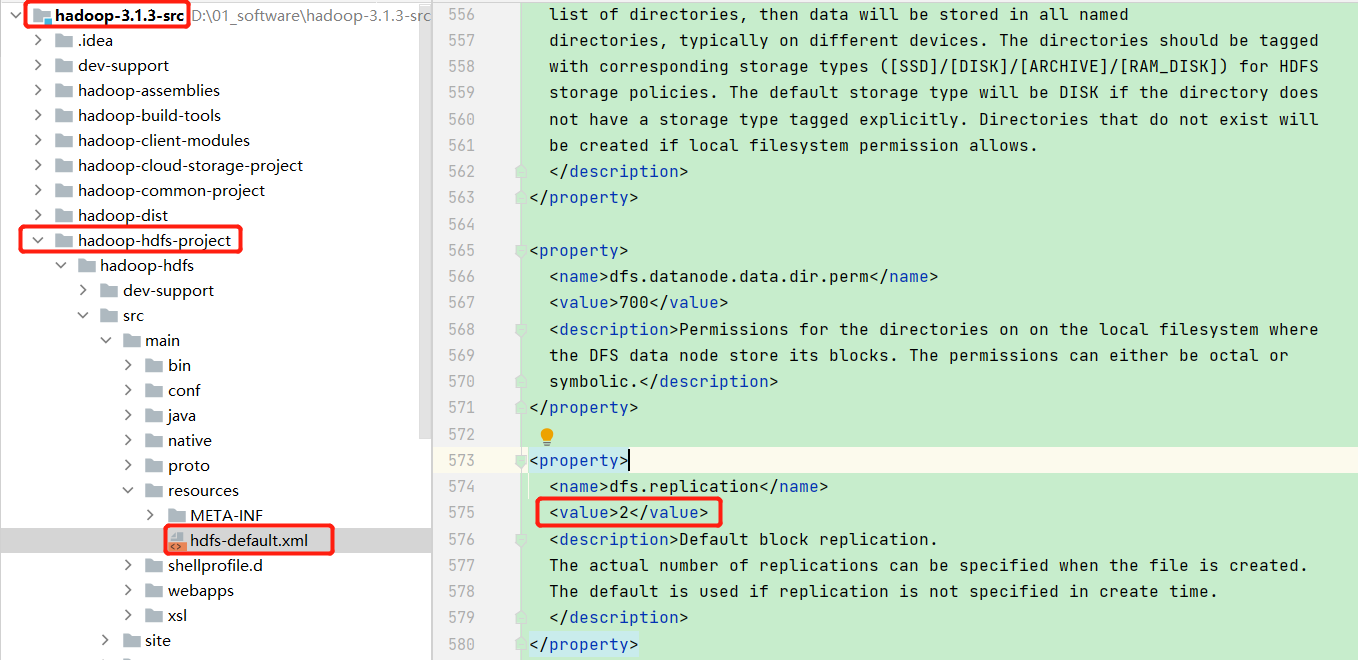 hadoop-3.1.3-src D:\01_software\hadoop-3.1.3-src
.idea
dev-support
hadoop-assemblies
hadoop-build-tools
hadoop-client-modules
hadoop-cloud-storage-project
hadoop-common-project
hadoop-dist
hadoop-hdfs-project
hadoop-hdfs
dev-support
src
main
bin
conf
java
native
proto
resources
META-INF
hdfs-default.xml
shellprofile.d
webapps
xsl
site
556 list of directories, then data will be stored in all named
557 directories, typically on different devices. The directories should be tagged
558 with corresponding storage types ([SSD]/[DISK]/[ARCHIVE]/[RAM_DISK]) for HDFS
559 storage policies. The default storage type will be DISK if the directory does
560 not have a storage type tagged explicitly. Directories that do not exist will
561 be created if local filesystem permission allows.
562 </description>
563 </property>
564
565 <property>
566 <name>dfs.datanode.data.dir.perm</name>
567 <value>700</value>
568 <description>Permissions for the directories on on the local filesystem where
569 the DFS data node store its blocks. The permissions can either be octal or
570 symbolic.</description>
571 </property>
572
573 <property>
574 <name>dfs.replication</name>
575 <value>2</value>
576 <description>Default block replication.
577 The actual number of replications can be specified when the file is created.
578 The default is used if replication is not specified in create time.
579 </description>
580 </property>